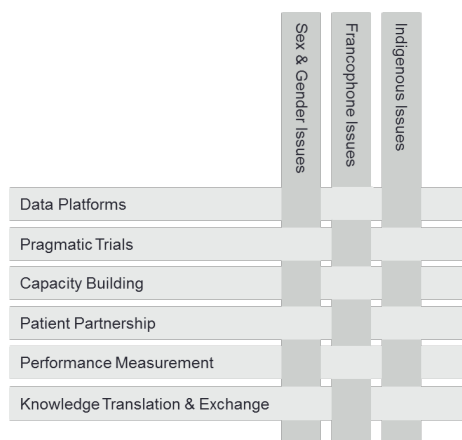 Sex & Gender Issues
Francophone Issues
Indigenous Issues
Data Platforms
Pragmatic Trials
Capacity Building
Patient Partnership
Performance Measurement
Knowledge Translation & Exchange